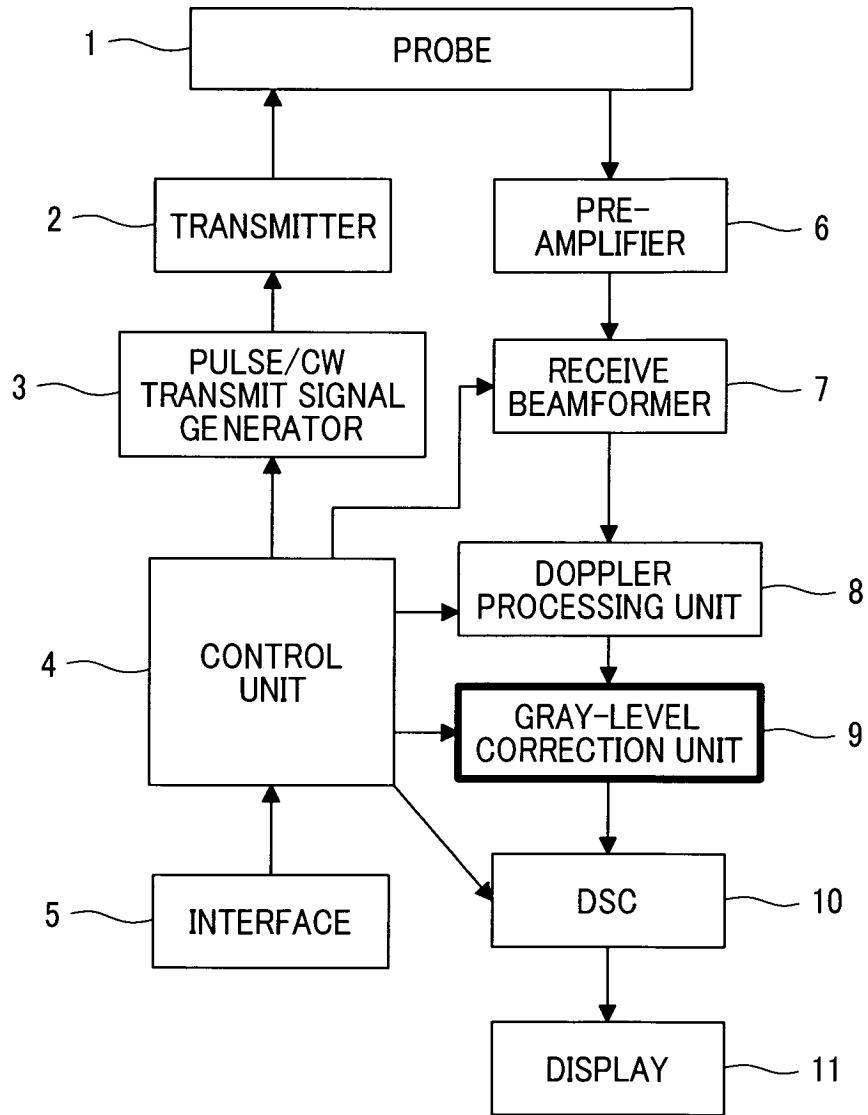 1
PROBE
2
TRANSMITTER
PRE-
AMPLIFIER
6
3
PULSE/CW
TRANSMIT SIGNAL
GENERATOR
RECEIVE
BEAMFORMER
7
4
CONTROL
UNIT
DOPPLER
PROCESSING UNIT
8
GRAY-LEVEL
CORRECTION UNIT
9
5
INTERFACE
DSC
10
DISPLAY
11